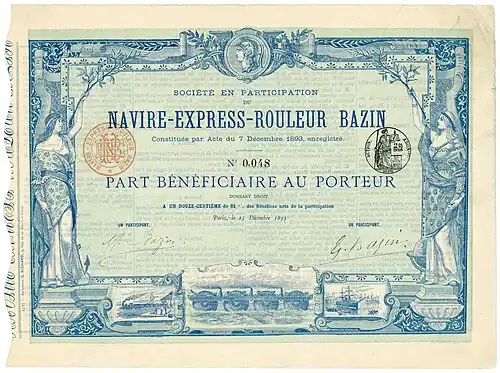 SOCIÉTÉ EN PARTICIPATION
DU
NAVIRE-EXPRESS-ROULEUR BAZIN
Constituée par Acte du 7 Décembre 1893, enregistré.
N° 0.048
PART BÉNÉFICIAIRE AU PORTEUR
DONNANT DROIT
A UN DOUZE-CENTIÈME de 82 %, des Bénéfices nets de la participation
Paris, le 15 Décembre 1893
UN PARTICIPANT, UN PARTICIPANT,